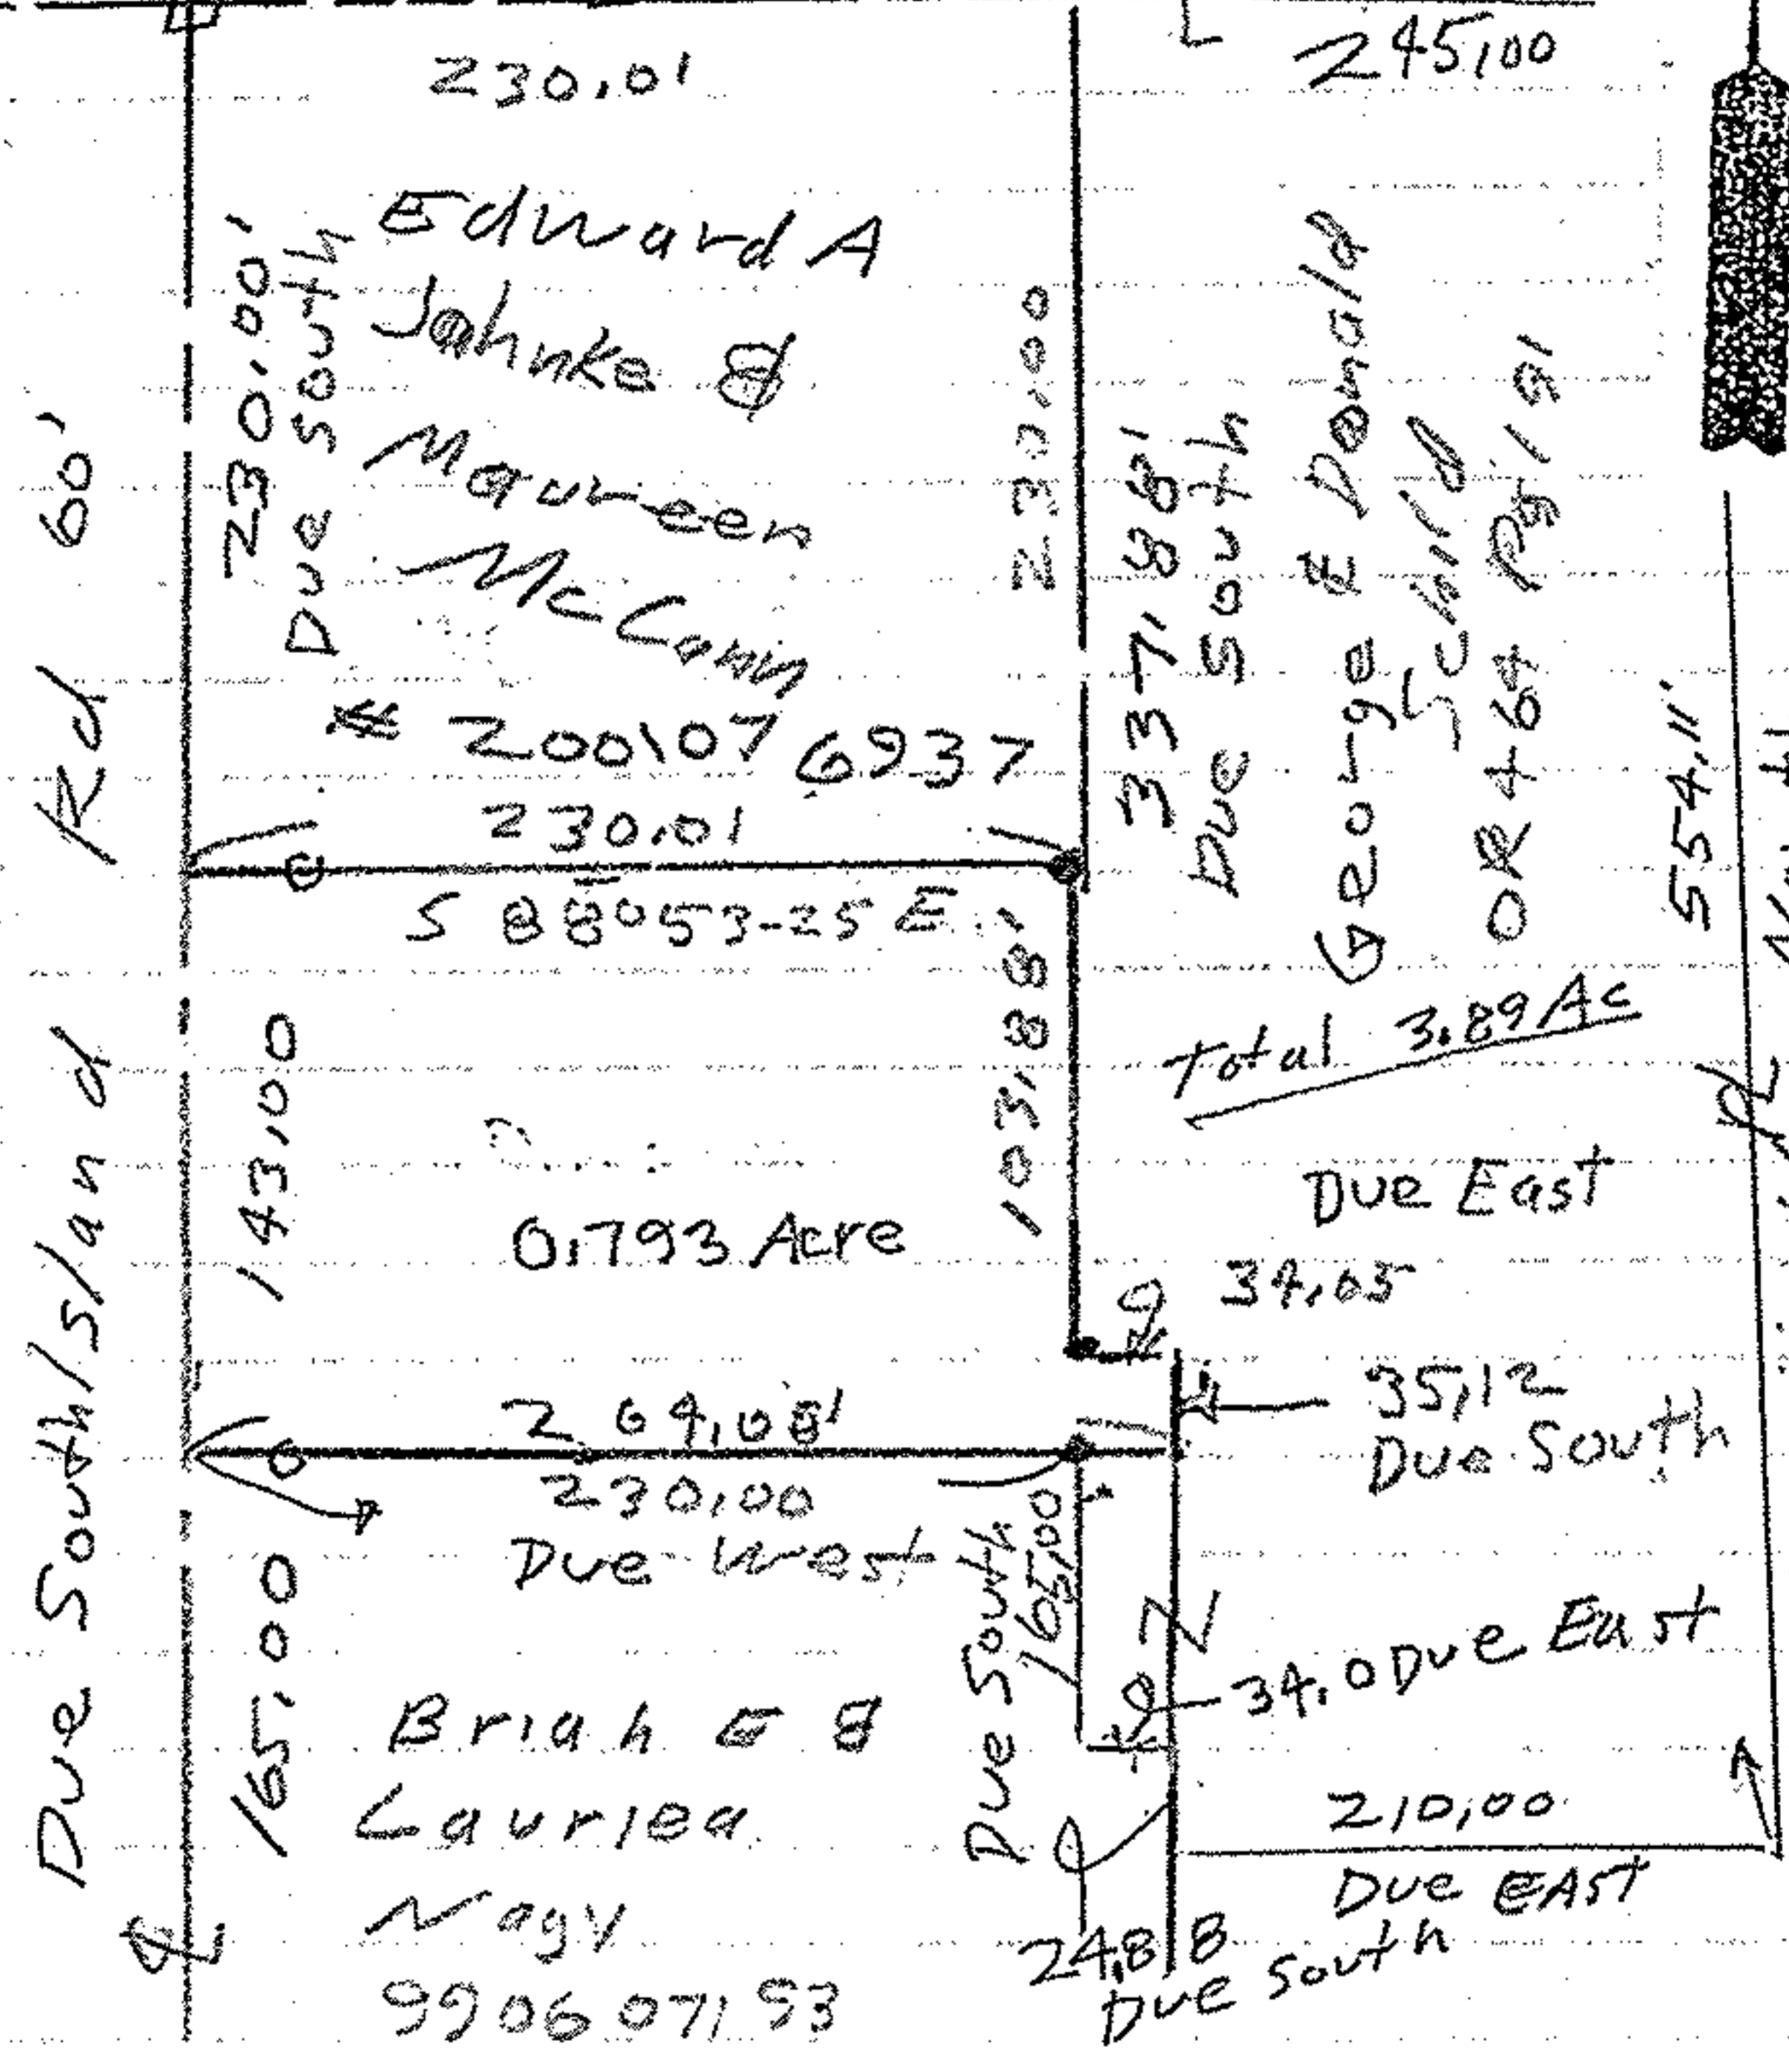 230.01
245.00
Edward A
Jahnke &
Maureen
McCann
# 200107 6937
230.00'
Due South
230.00
337.88'
Due South
George E Donald
Schild
OR 464 Pg 151
554.11'
Rd 60'
230.01
S 88°53-25 E
143.00
103.88'
Total 3.89 Ac
0.793 Acre
Due East
34.05
35.12
Due South
264.08'
230.00
Due West
Due South Island
165.00
Due South
165.00
34.0 Due East
Brian E &
Laurlea
Nagy
9906 07193
210.00
Due EAST
24.88
Due South